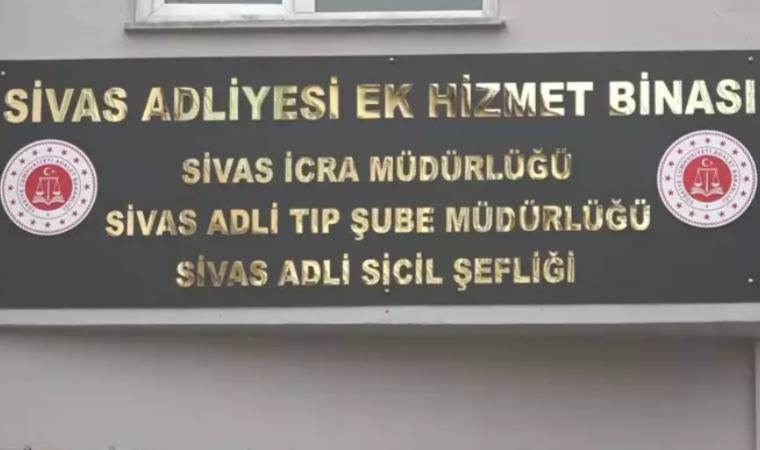 SİVAS ADLİYESİ EK HİZMET BİNASI
SİVAS İCRA MÜDÜRLÜĞÜ
SİVAS ADLİ TIP ŞUBE MÜDÜRLÜĞÜ
SİVAS ADLİ SİCİL ŞEFLİĞİ